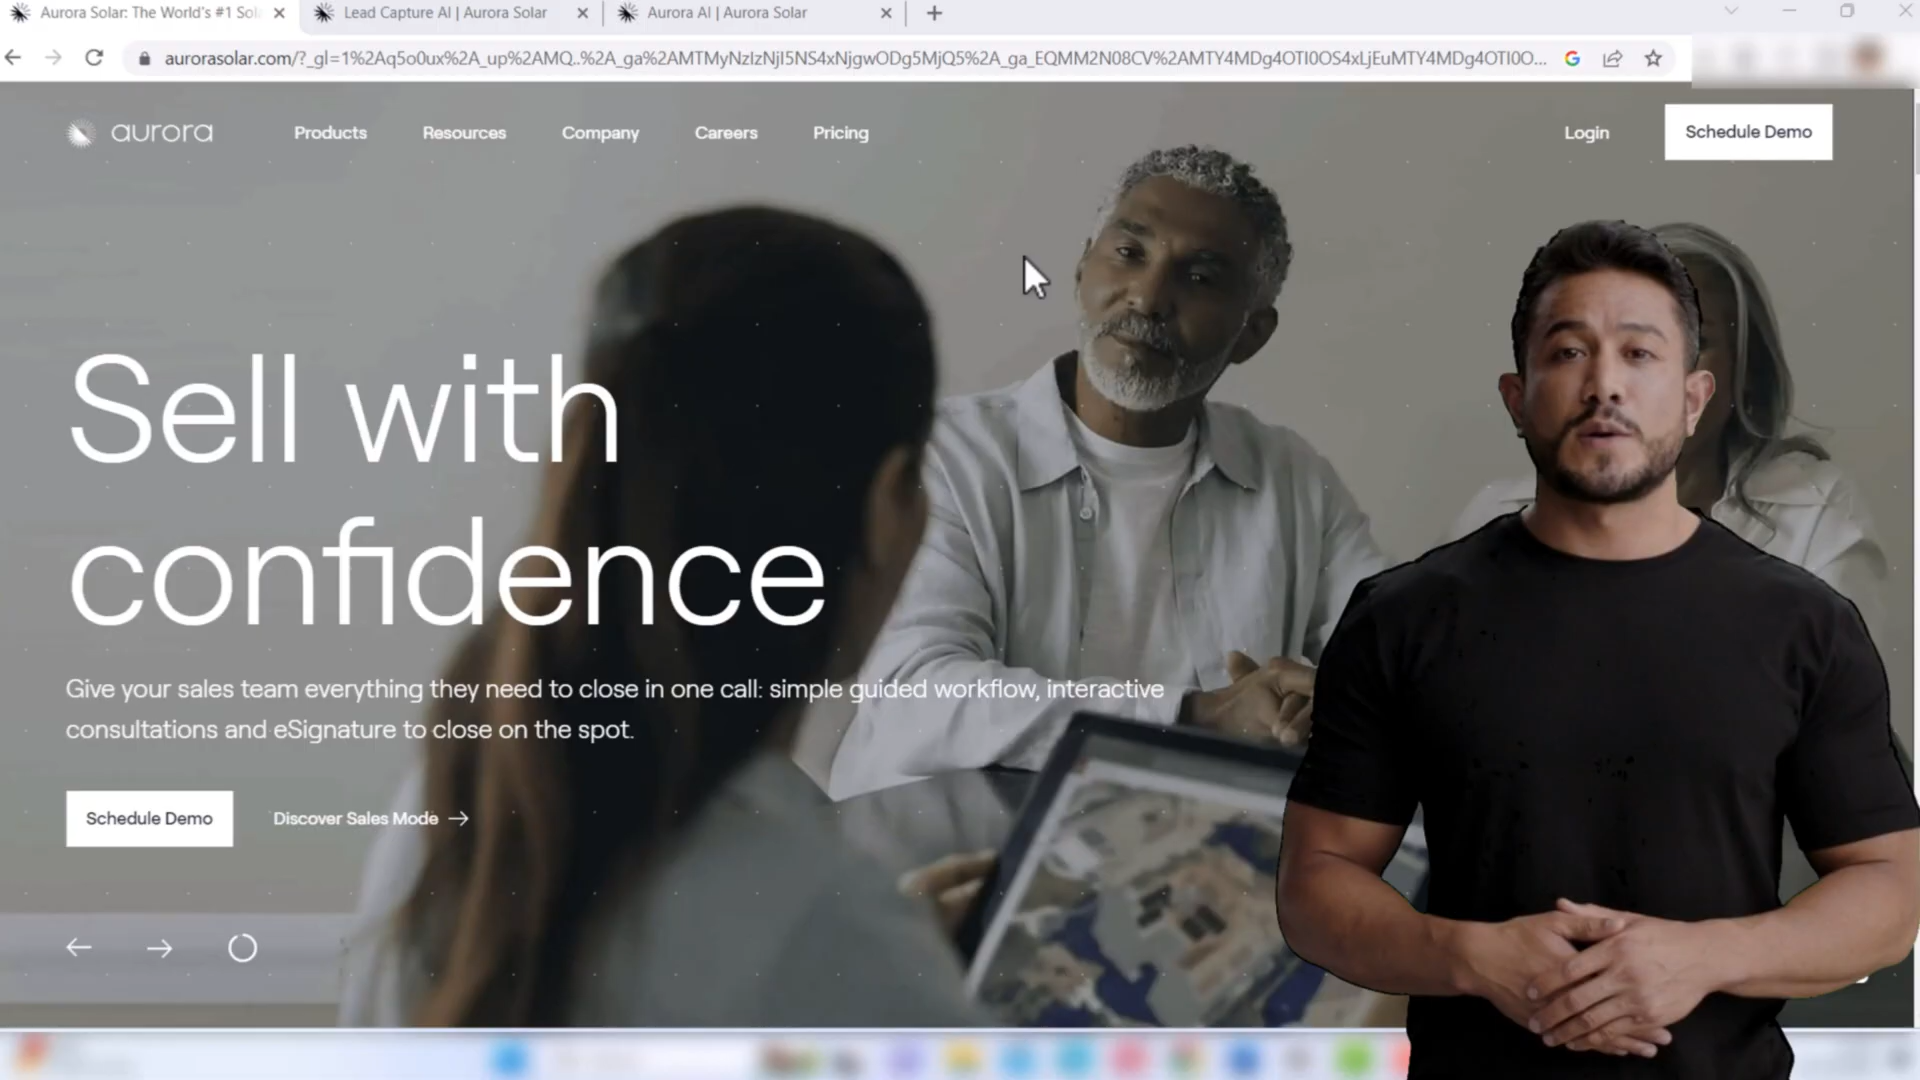 Aurora Solar: The World's #1 Sol
Lead Capture AI | Aurora Solar
Aurora AI | Aurora Solar
aurorasolar.com/?_gl=1%2Aq5o0ux%2A_up%2AMQ..%2A_ga%2AMTMyNzIzNjI5NS4xNjgwODg5MjQ5%2A_ga_EQMM2N08CV%2AMTY4MDg4OTI0OS4xLjEuMTY4MDg4OTI0O...
aurora
Products
Resources
Company
Careers
Pricing
Login
Schedule Demo
Sell with
confidence
Give your sales team everything they need to close in one call: simple guided workflow, interactive
consultations and eSignature to close on the spot.
Schedule Demo
Discover Sales Mode